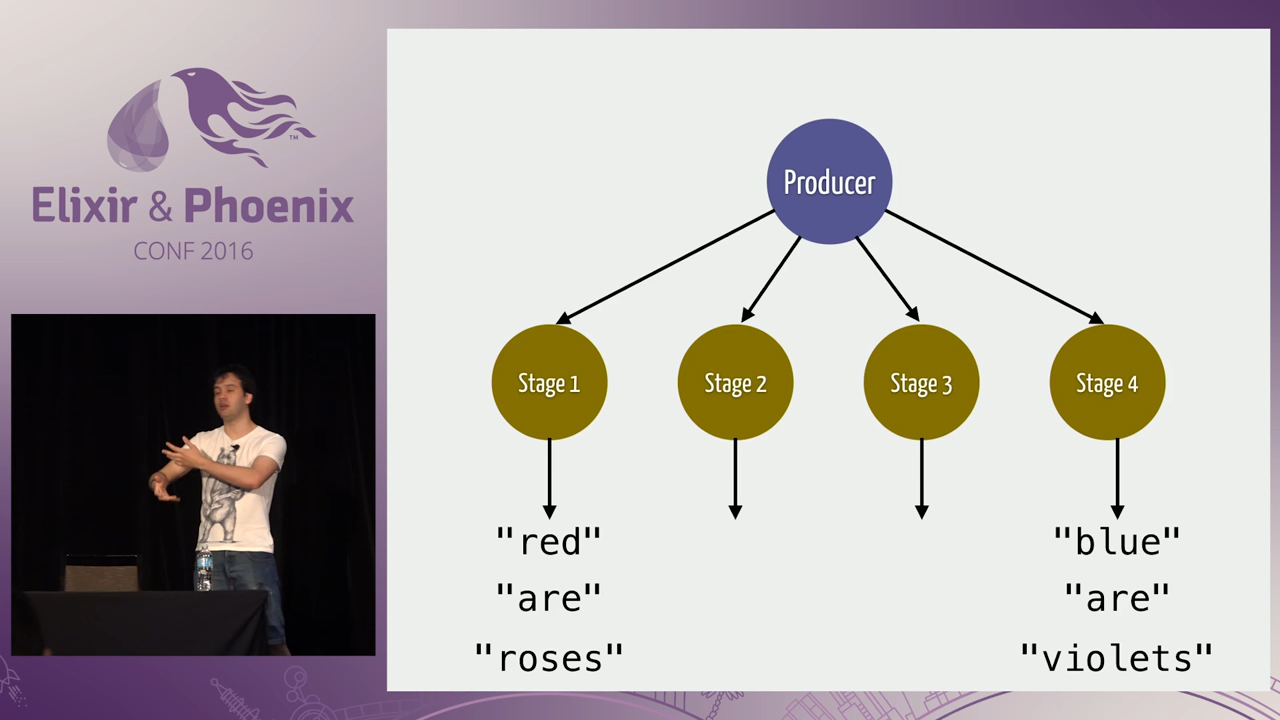 Elixir & Phoenix
TM
CONF 2016
Producer
Stage 1
Stage 2
Stage 3
Stage 4
"red"
"are"
"roses"
"blue"
"are"
"violets"